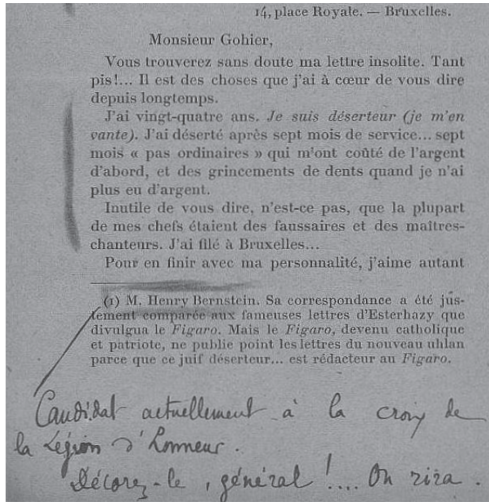 14, place Royale. — Bruxelles.
Monsieur Gohier,
Vous trouverez sans doute ma lettre insolite. Tant
pis!... Il est des choses que j'ai à cœur de vous dire
depuis longtemps.
J'ai vingt-quatre ans. Je suis déserteur (je m'en
vante). J'ai déserté après sept mois de service... sept
mois « pas ordinaires » qui m'ont coûté de l'argent
d'abord, et des grincements de dents quand je n'ai
plus eu d'argent.
Inutile de vous dire, n'est-ce pas, que la plupart
de mes chefs étaient des faussaires et des maîtres-
chanteurs. J'ai filé à Bruxelles...
Pour en finir avec ma personnalité, j'aime autant
(1) M. Henry Bernstein. Sa correspondance a été jus-
tement comparée aux fameuses lettres d'Esterhazy que
divulgua le Figaro. Mais le Figaro, devenu catholique
et patriote, ne publie point les lettres du nouveau uhlan
parce que ce juif déserteur... est rédacteur au Figaro.
Candidat actuellement à la croix de
la Légion d'honneur.
Décorez-le, général !... On rira.